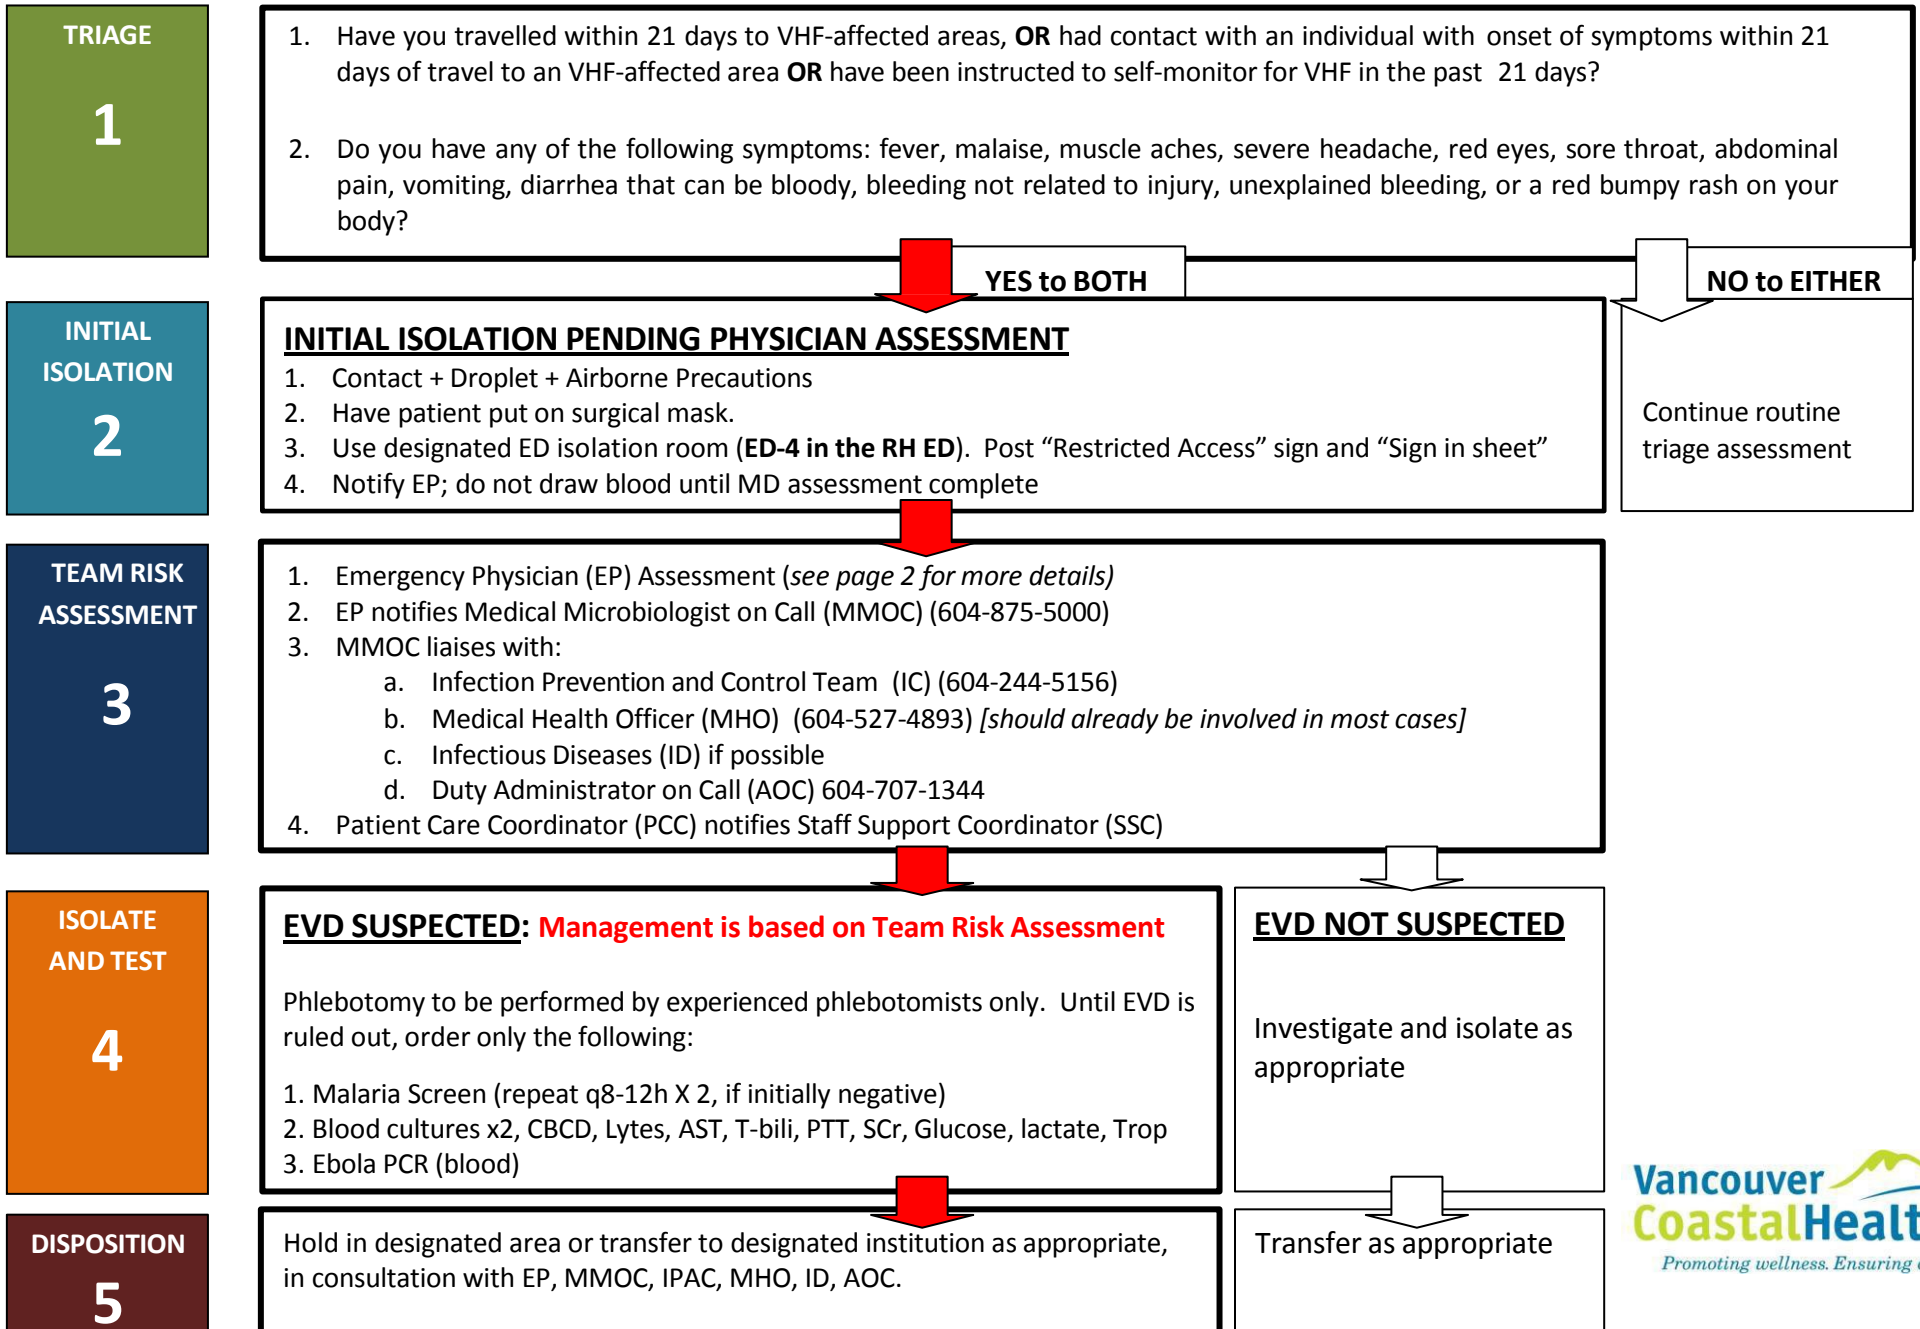 TRIAGE
1
1. Have you travelled within 21 days to VHF-affected areas, OR had contact with an individual with onset of symptoms within 21
days of travel to an VHF-affected area OR have been instructed to self-monitor for VHF in the past 21 days?
2. Do you have any of the following symptoms: fever, malaise, muscle aches, severe headache, red eyes, sore throat, abdominal
pain, vomiting, diarrhea that can be bloody, bleeding not related to injury, unexplained bleeding, or a red bumpy rash on your
body?
YES to BOTH
NO to EITHER
INITIAL
ISOLATION
2
INITIAL ISOLATION PENDING PHYSICIAN ASSESSMENT
1. Contact + Droplet + Airborne Precautions
2. Have patient put on surgical mask.
3. Use designated ED isolation room (ED-4 in the RH ED). Post “Restricted Access” sign and “Sign in sheet”
4. Notify EP; do not draw blood until MD assessment complete
Continue routine
triage assessment
TEAM RISK
ASSESSMENT
3
1. Emergency Physician (EP) Assessment (see page 2 for more details)
2. EP notifies Medical Microbiologist on Call (MMOC) (604-875-5000)
3. MMOC liaises with:
a. Infection Prevention and Control Team (IC) (604-244-5156)
b. Medical Health Officer (MHO) (604-527-4893) [should already be involved in most cases]
c. Infectious Diseases (ID) if possible
d. Duty Administrator on Call (AOC) 604-707-1344
4. Patient Care Coordinator (PCC) notifies Staff Support Coordinator (SSC)
ISOLATE
AND TEST
4
EVD SUSPECTED: Management is based on Team Risk Assessment
Phlebotomy to be performed by experienced phlebotomists only. Until EVD is
ruled out, order only the following:
1. Malaria Screen (repeat q8-12h X 2, if initially negative)
2. Blood cultures x2, CBCD, Lytes, AST, T-bili, PTT, SCr, Glucose, lactate, Trop
3. Ebola PCR (blood)
EVD NOT SUSPECTED
Investigate and isolate as
appropriate
DISPOSITION
5
Hold in designated area or transfer to designated institution as appropriate,
in consultation with EP, MMOC, IPAC, MHO, ID, AOC.
Transfer as appropriate
Vancouver
CoastalHealt
Promoting wellness. Ensuring